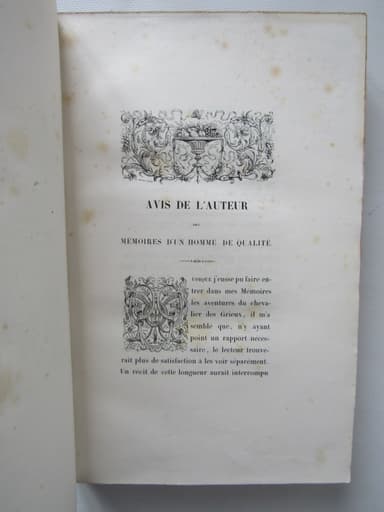 AVIS DE L'AUTEUR
DES
MÉMOIRES D'UN HOMME DE QUALITÉ
QUOIQUE j'eusse pu faire en-
trer dans mes Mémoires
les aventures du cheva-
lier des Grieux, il m'a
semblé que, n'y ayant
point un rapport néces-
saire, le lecteur trouve-
rait plus de satisfaction à les voir séparément.
Un récit de cette longueur aurait interrompu